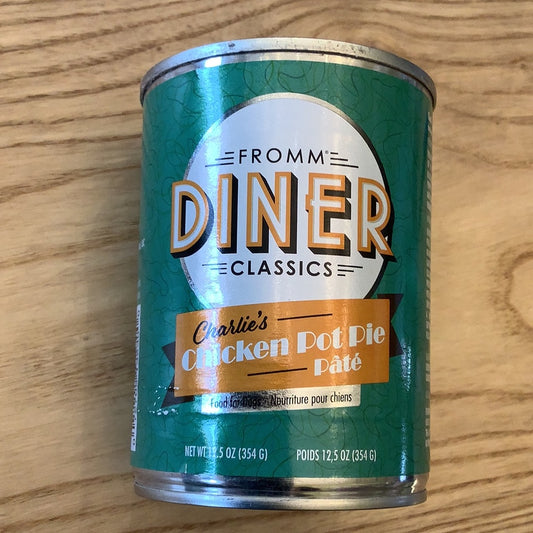 FROMM®
DINER
CLASSICS
Charlie's
Chicken Pot Pie
Pâté
Food for dogs • Nourriture pour chiens
NET WT 12.5 OZ (354 G) POIDS 12,5 OZ (354 G)